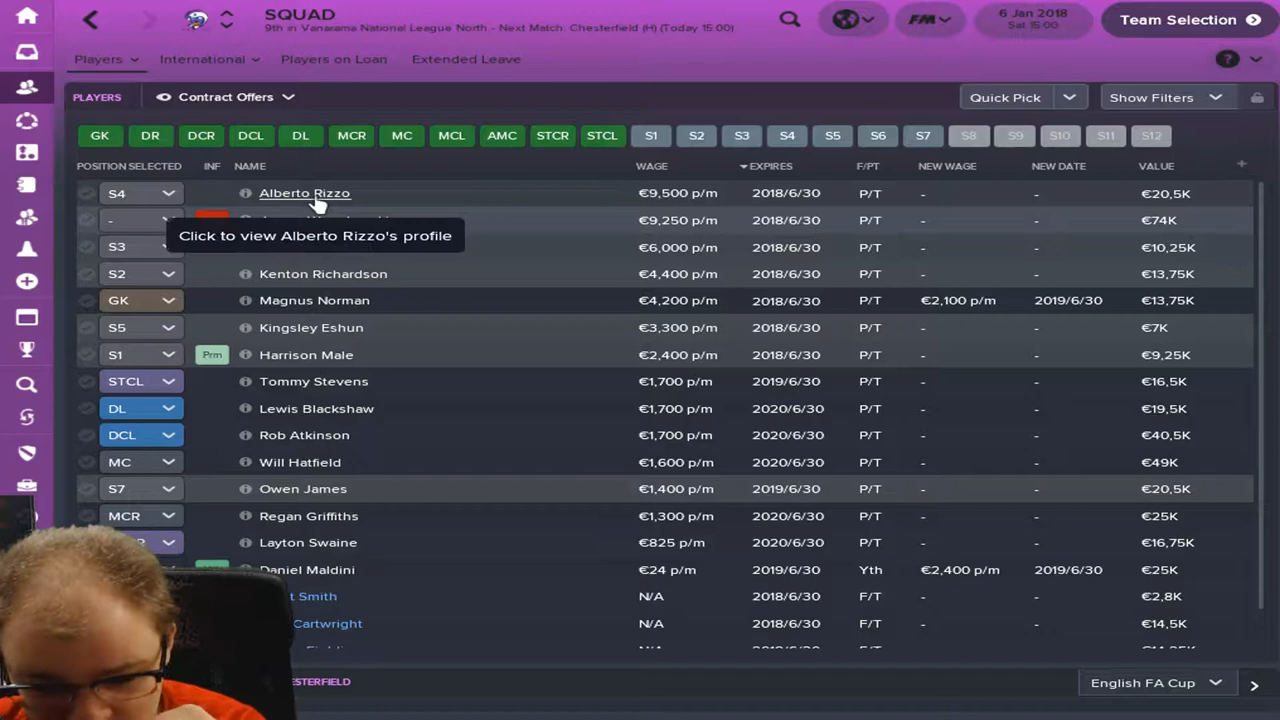 SQUAD
9th in Vanarama National League North - Next Match: Chesterfield (H) (Today 15:00)
FM
6 Jan 2018
Sat 15:00
Team Selection
Players International Players on Loan Extended Leave
?
PLAYERS Contract Offers Quick Pick Show Filters
GK DR DCR DCL DL MCR MC MCL AMC STCR STCL S1 S2 S3 S4 S5 S6 S7 S8 S9 S10 S11 S12
POSITION SELECTED INF NAME WAGE EXPIRES F/PT NEW WAGE NEW DATE VALUE +
S4 Alberto Rizzo €9,500 p/m 2018/6/30 P/T - - €20,5K
- €9,250 p/m 2018/6/30 P/T - - €74K
Click to view Alberto Rizzo's profile
S3 €6,000 p/m 2018/6/30 P/T - - €10,25K
S2 Kenton Richardson €4,400 p/m 2018/6/30 P/T - - €13,75K
GK Magnus Norman €4,200 p/m 2018/6/30 P/T €2,100 p/m 2019/6/30 €13,75K
S5 Kingsley Eshun €3,300 p/m 2018/6/30 P/T - - €7K
S1 Prm Harrison Male €2,400 p/m 2018/6/30 P/T - - €9,25K
STCL Tommy Stevens €1,700 p/m 2019/6/30 P/T - - €16,5K
DL Lewis Blackshaw €1,700 p/m 2020/6/30 P/T - - €19,5K
DCL Rob Atkinson €1,700 p/m 2020/6/30 P/T - - €40,5K
MC Will Hatfield €1,600 p/m 2020/6/30 P/T - - €49K
S7 Owen James €1,400 p/m 2019/6/30 P/T - - €20,5K
MCR Regan Griffiths €1,300 p/m 2020/6/30 P/T - - €25K
Layton Swaine €825 p/m 2020/6/30 P/T - - €16,75K
Daniel Maldini €24 p/m 2019/6/30 Yth €2,400 p/m 2019/6/30 €25K
Smith N/A 2018/6/30 F/T - - €2,8K
Cartwright N/A 2018/6/30 F/T - - €14,5K
English FA Cup